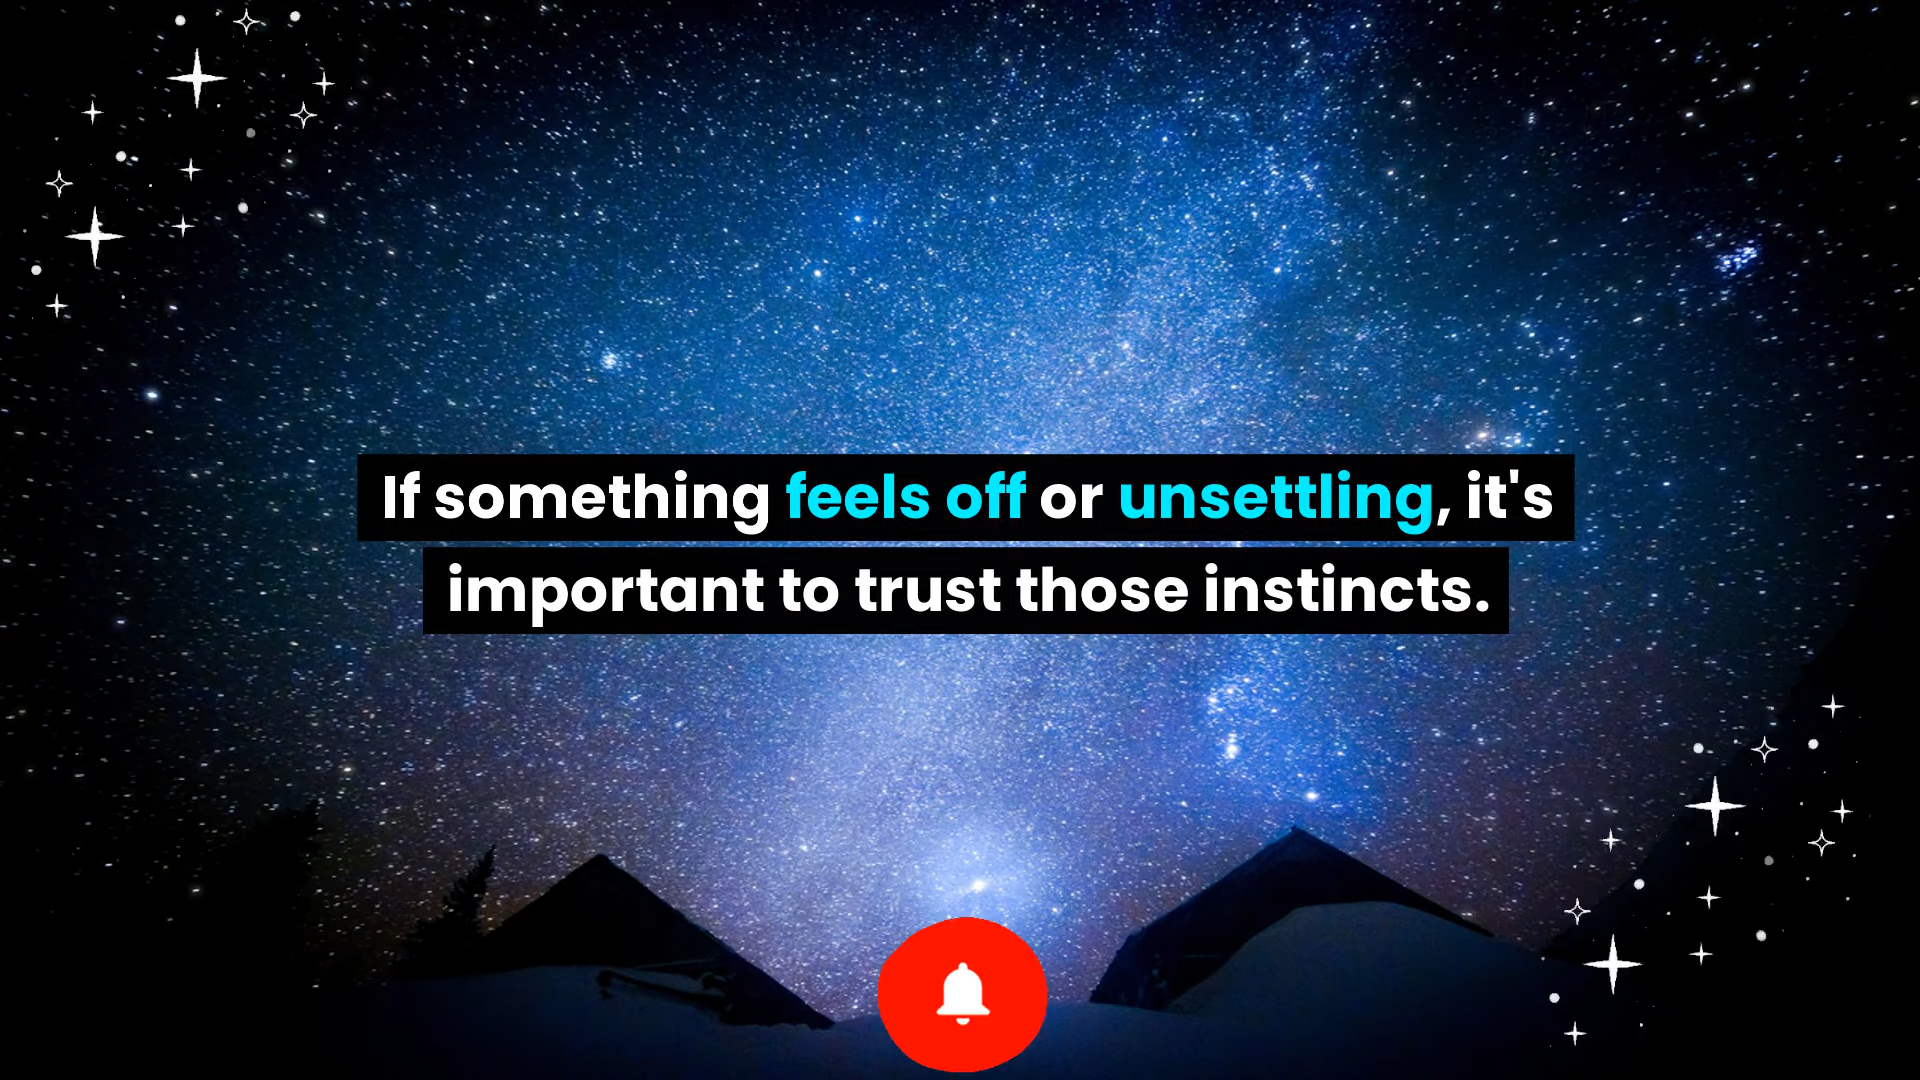 If something feels off or unsettling, it's
important to trust those instincts.